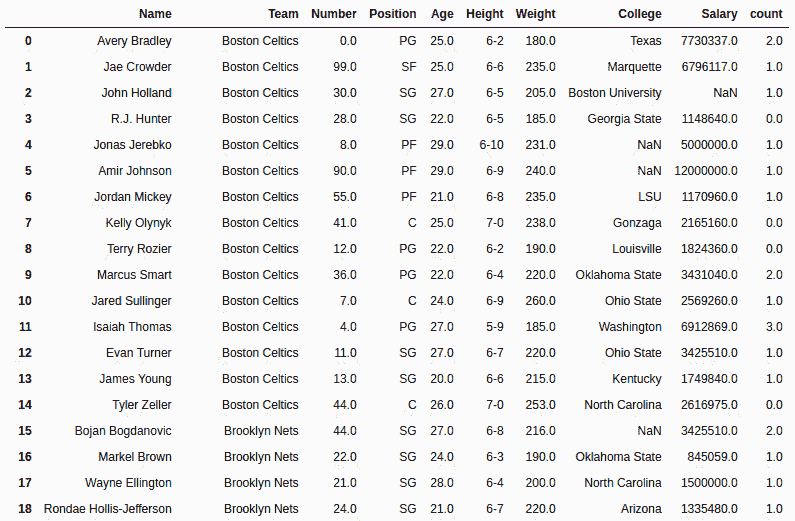 Name Team Number Position Age Height Weight College Salary count
0 Avery Bradley Boston Celtics 0.0 PG 25.0 6-2 180.0 Texas 7730337.0 2.0
1 Jae Crowder Boston Celtics 99.0 SF 25.0 6-6 235.0 Marquette 6796117.0 1.0
2 John Holland Boston Celtics 30.0 SG 27.0 6-5 205.0 Boston University NaN 1.0
3 R.J. Hunter Boston Celtics 28.0 SG 22.0 6-5 185.0 Georgia State 1148640.0 0.0
4 Jonas Jerebko Boston Celtics 8.0 PF 29.0 6-10 231.0 NaN 5000000.0 1.0
5 Amir Johnson Boston Celtics 90.0 PF 29.0 6-9 240.0 NaN 12000000.0 1.0
6 Jordan Mickey Boston Celtics 55.0 PF 21.0 6-8 235.0 LSU 1170960.0 1.0
7 Kelly Olynyk Boston Celtics 41.0 C 25.0 7-0 238.0 Gonzaga 2165160.0 0.0
8 Terry Rozier Boston Celtics 12.0 PG 22.0 6-2 190.0 Louisville 1824360.0 0.0
9 Marcus Smart Boston Celtics 36.0 PG 22.0 6-4 220.0 Oklahoma State 3431040.0 2.0
10 Jared Sullinger Boston Celtics 7.0 C 24.0 6-9 260.0 Ohio State 2569260.0 1.0
11 Isaiah Thomas Boston Celtics 4.0 PG 27.0 5-9 185.0 Washington 6912869.0 3.0
12 Evan Turner Boston Celtics 11.0 SG 27.0 6-7 220.0 Ohio State 3425510.0 1.0
13 James Young Boston Celtics 13.0 SG 20.0 6-6 215.0 Kentucky 1749840.0 1.0
14 Tyler Zeller Boston Celtics 44.0 C 26.0 7-0 253.0 North Carolina 2616975.0 0.0
15 Bojan Bogdanovic Brooklyn Nets 44.0 SG 27.0 6-8 216.0 NaN 3425510.0 2.0
16 Markel Brown Brooklyn Nets 22.0 SG 24.0 6-3 190.0 Oklahoma State 845059.0 1.0
17 Wayne Ellington Brooklyn Nets 21.0 SG 28.0 6-4 200.0 North Carolina 1500000.0 1.0
18 Rondae Hollis-Jefferson Brooklyn Nets 24.0 SG 21.0 6-7 220.0 Arizona 1335480.0 1.0